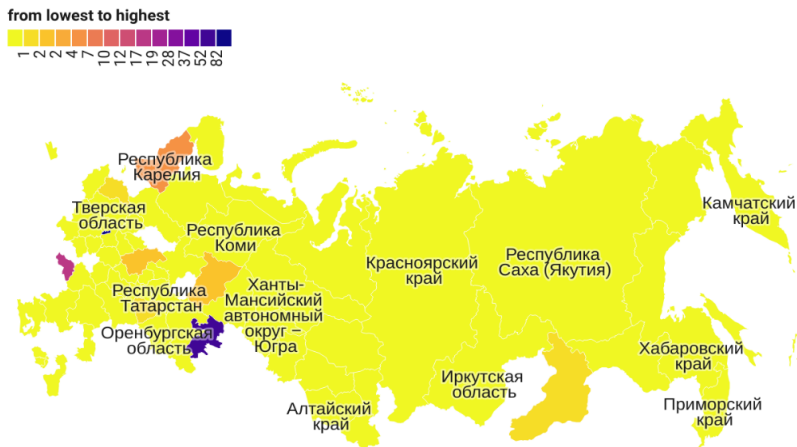 from lowest to highest
1 2 2 4 7 10 12 17 19 28 37 52 82
Республика
Карелия
Тверская
область
Камчатский
край
Республика
Коми
Красноярский
край
Республика
Саха (Якутия)
Республика
Татарстан
Ханты-
Мансийский
автономный
округ –
Югра
Оренбургская
область
Хабаровский
край
Иркутская
область
Алтайский
край
Приморский
край